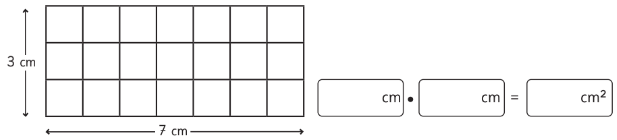 3 cm
7 cm
cm • cm = cm²